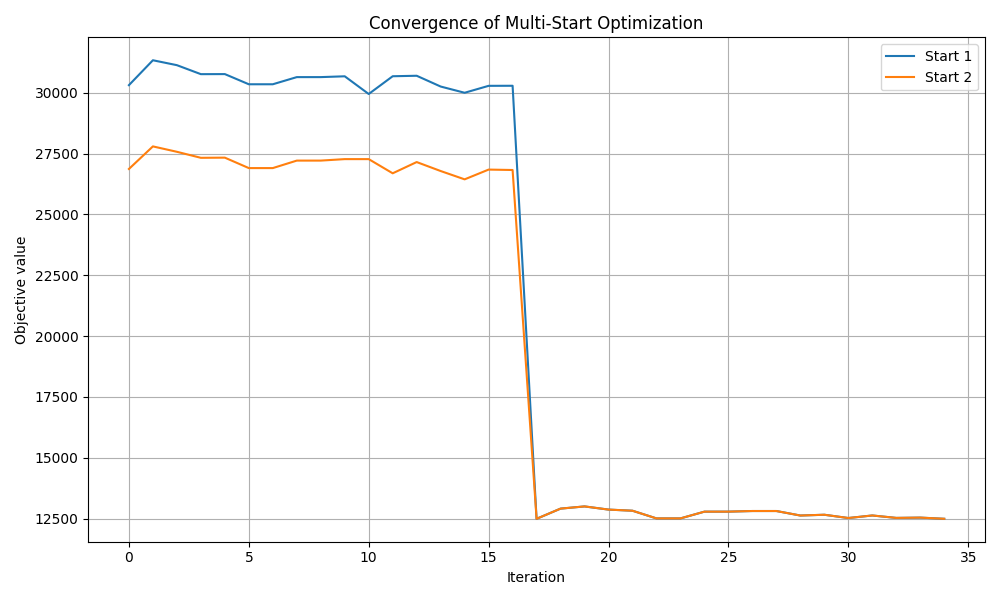 Convergence of Multi-Start Optimization
Start 1
Start 2
Objective value
30000
27500
25000
22500
20000
17500
15000
12500
0 5 10 15 20 25 30 35
Iteration